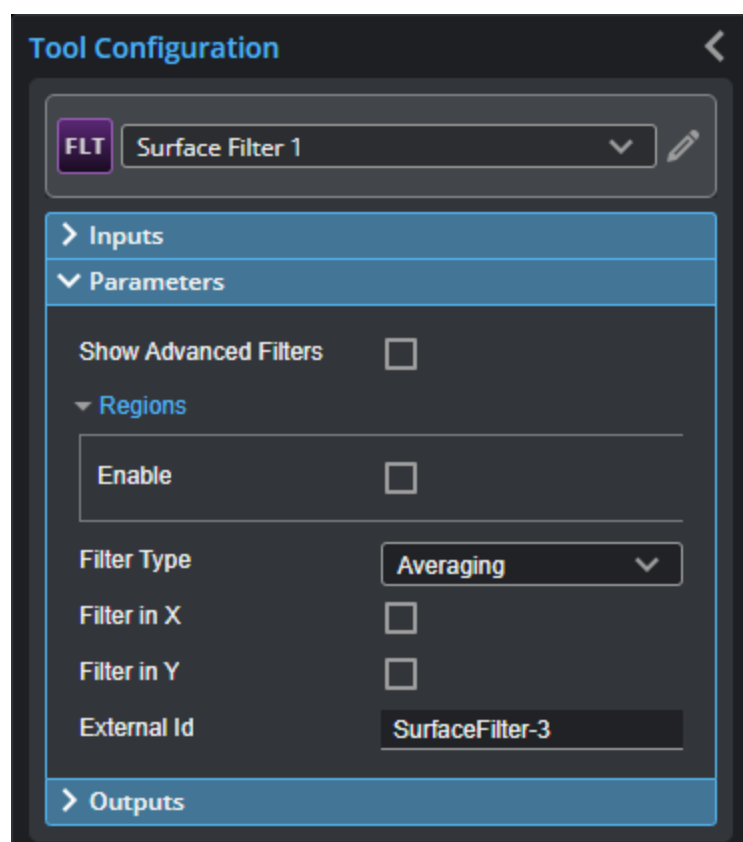 Tool Configuration
FLT Surface Filter 1
Inputs
Parameters
Show Advanced Filters
Regions
Enable
Filter Type Averaging
Filter in X
Filter in Y
External Id SurfaceFilter-3
Outputs